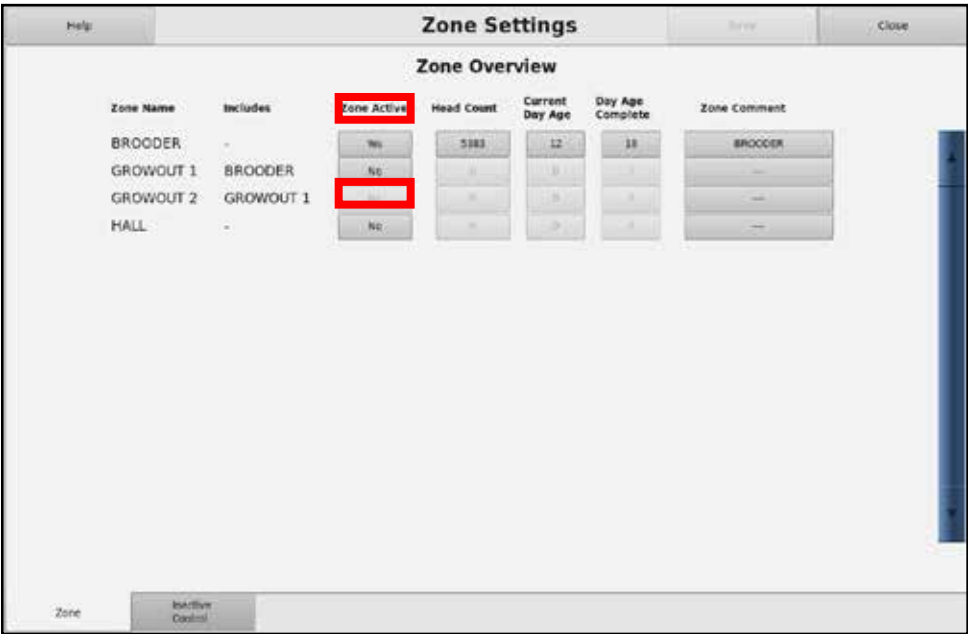 Help Zone Settings Close
Zone Overview
Zone Name Includes Zone Active Head Count Current Day Age Day Age Complete Zone Comment
BROODER - Yes 5383 12 18 BROODER
GROWOUT 1 BROODER No 0 0 ---
GROWOUT 2 GROWOUT 1 ---
HALL - No ---
Zone Inactive Control